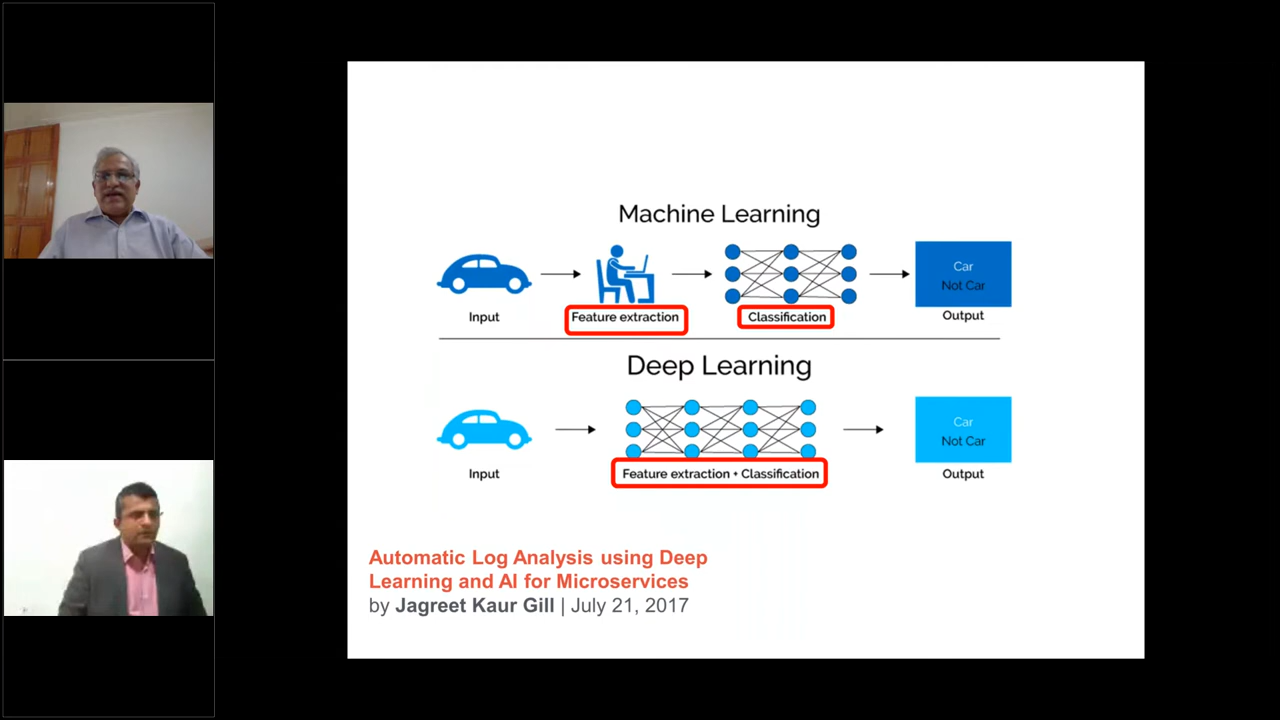 Machine Learning
Input
Feature extraction
Classification
Car
Not Car
Output
Deep Learning
Input
Feature extraction + Classification
Car
Not Car
Output
Automatic Log Analysis using Deep
Learning and AI for Microservices
by Jagreet Kaur Gill | July 21, 2017